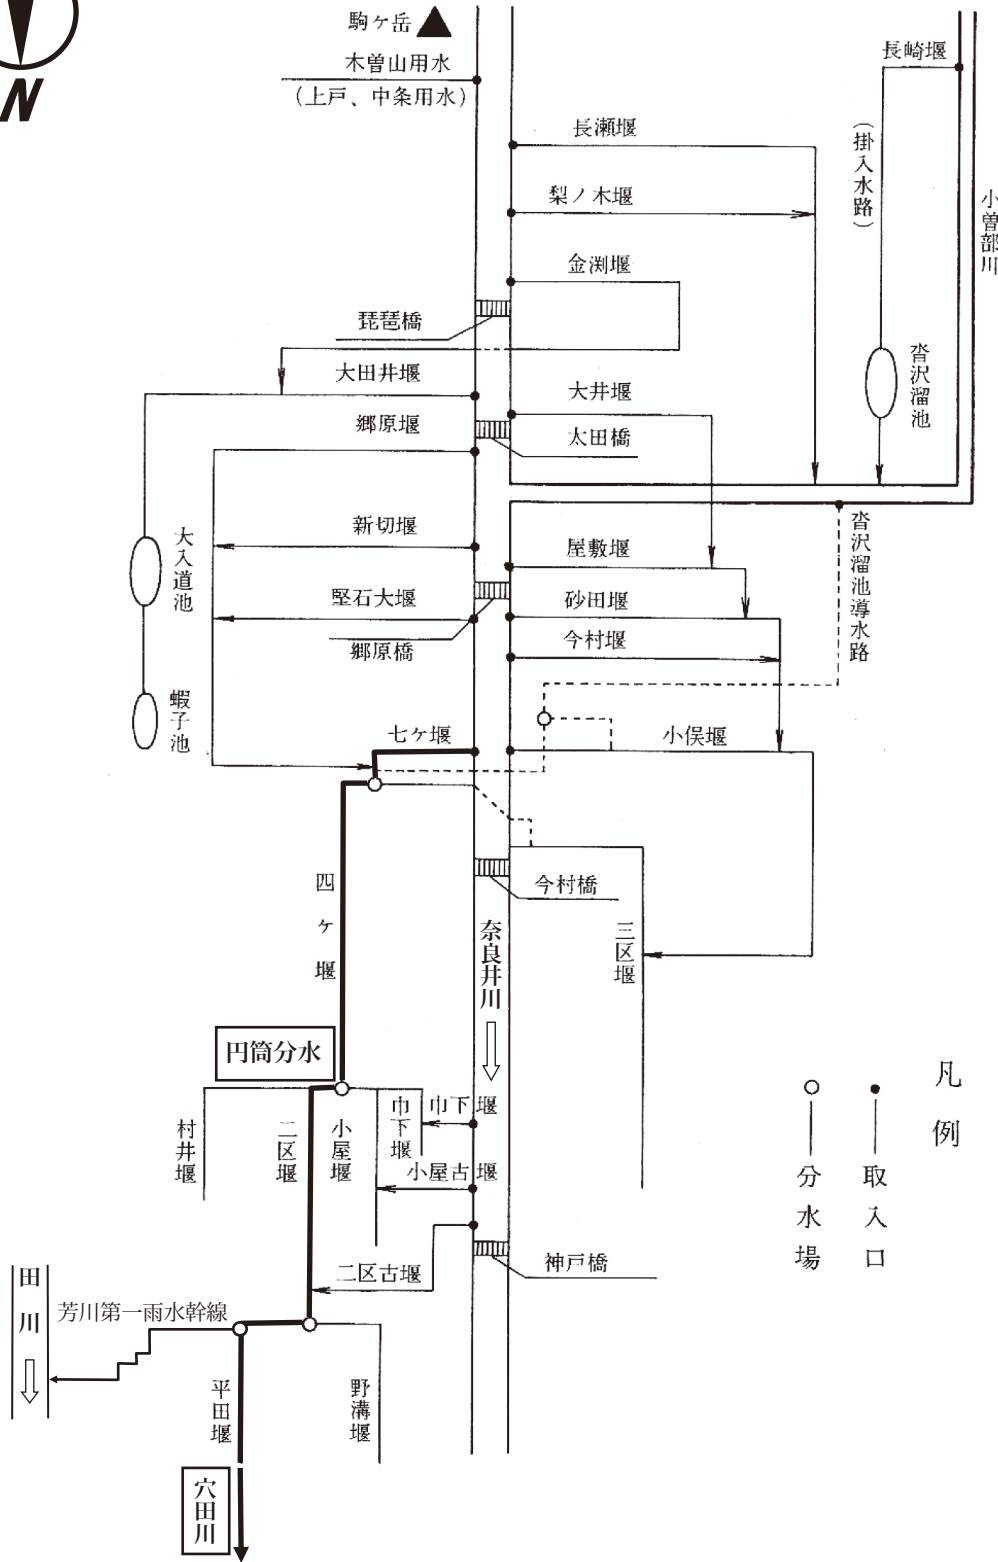 N
駒ケ岳
木曽山用水
（上戸、中条用水）
長崎堰
（掛入水路）
小曽部川
長瀬堰
梨ノ木堰
金渕堰
琵琶橋
大田井堰
大井堰
沓沢溜池
郷原堰
太田橋
新切堰
屋敷堰
沓沢溜池導水路
大入道池
堅石大堰
砂田堰
郷原橋
今村堰
蝦子池
七ケ堰
小俣堰
四ケ堰
今村橋
三区堰
奈良井川
円筒分水
凡例
取入口
分水場
村井堰
二区堰
小屋堰
巾下堰
巾下堰
小屋古堰
神戸橋
二区古堰
田川
芳川第一雨水幹線
平田堰
野溝堰
穴田川